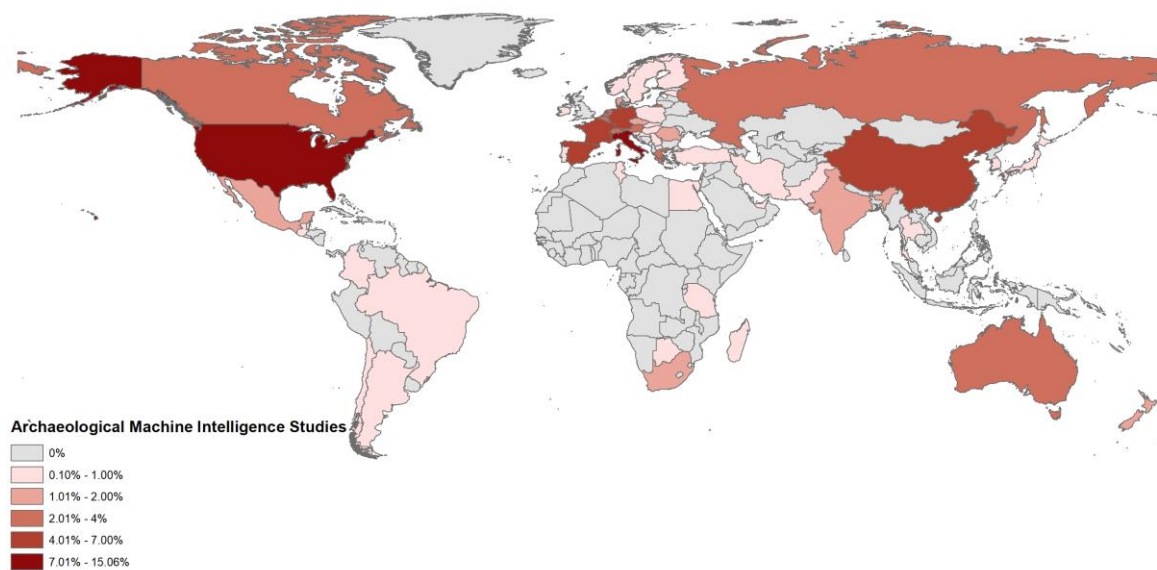 Archaeological Machine Intelligence Studies
0%
0.10% - 1.00%
1.01% - 2.00%
2.01% - 4%
4.01% - 7.00%
7.01% - 15.06%